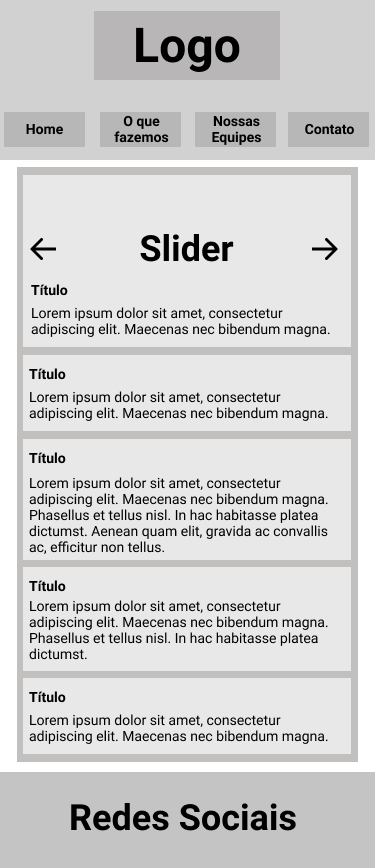 Logo
Home
O que
fazemos
Nossas
Equipes
Contato
Slider
Título
Lorem ipsum dolor sit amet, consectetur
adipiscing elit. Maecenas nec bibendum magna.
Título
Lorem ipsum dolor sit amet, consectetur
adipiscing elit. Maecenas nec bibendum magna.
Título
Lorem ipsum dolor sit amet, consectetur
adipiscing elit. Maecenas nec bibendum magna.
Phasellus et tellus nisl. In hac habitasse platea
dictumst. Aenean quam elit, gravida ac convallis
ac, efficitur non tellus.
Título
Lorem ipsum dolor sit amet, consectetur
adipiscing elit. Maecenas nec bibendum magna.
Phasellus et tellus nisl. In hac habitasse platea
dictumst.
Título
Lorem ipsum dolor sit amet, consectetur
adipiscing elit. Maecenas nec bibendum magna.
Redes Sociais